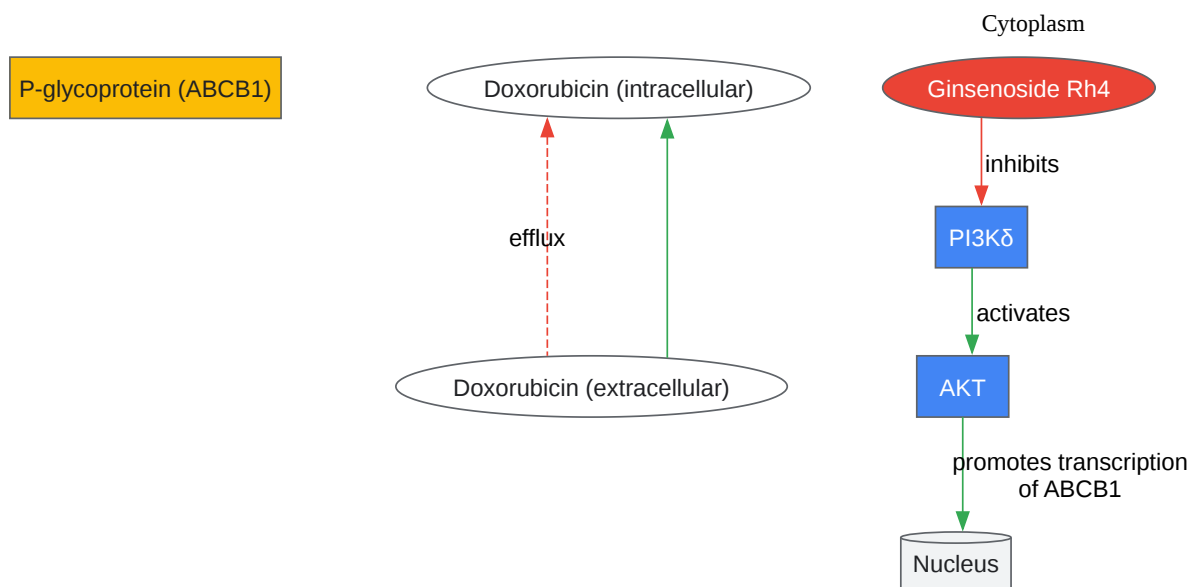 Cytoplasm
P-glycoprotein (ABCB1)
Doxorubicin (intracellular)
Ginsenoside Rh4
inhibits
efflux
PI3Kδ
activates
Doxorubicin (extracellular)
AKT
promotes transcription
of ABCB1
Nucleus